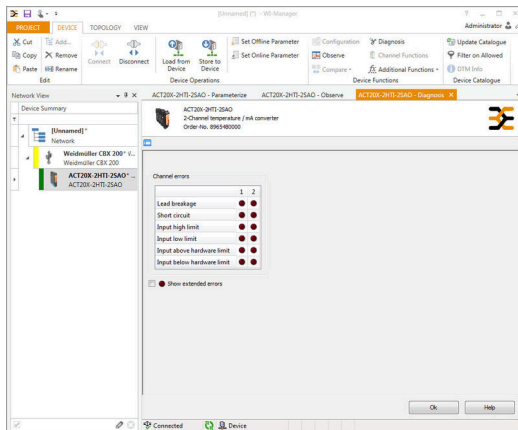 [Unnamed] (*) - WI-Manager
PROJECT DEVICE TOPOLOGY VIEW
Administrator
Cut Add... Connect Disconnect Load from Device Store to Device Set Offline Parameter Configuration Diagnosis Update Catalogue
Copy Remove Set Online Parameter Observe Channel Functions Filter on Allowed
Paste Rename Compare Additional Functions DTM Info
Edit Device Operations Device Functions Device Catalogue
Network View
Device Summary
[Unnamed]*
Network
Weidmüller CBX 200* /...
Weidmüller CBX 200
ACT20X-2HTI-2SAO* ...
ACT20X-2HTI-2SAO
ACT20X-2HTI-2SAO - Parameterize ACT20X-2HTI-2SAO - Observe ACT20X-2HTI-2SAO - Diagnosis
ACT20X-2HTI-2SAO
2-Channel temperature / mA converter
Order-No. 8965480000
Channel errors
1 2
Lead breakage
Short circuit
Input high limit
Input low limit
Input above hardware limit
Input below hardware limit
Show extended errors
Ok Help
Connected Device